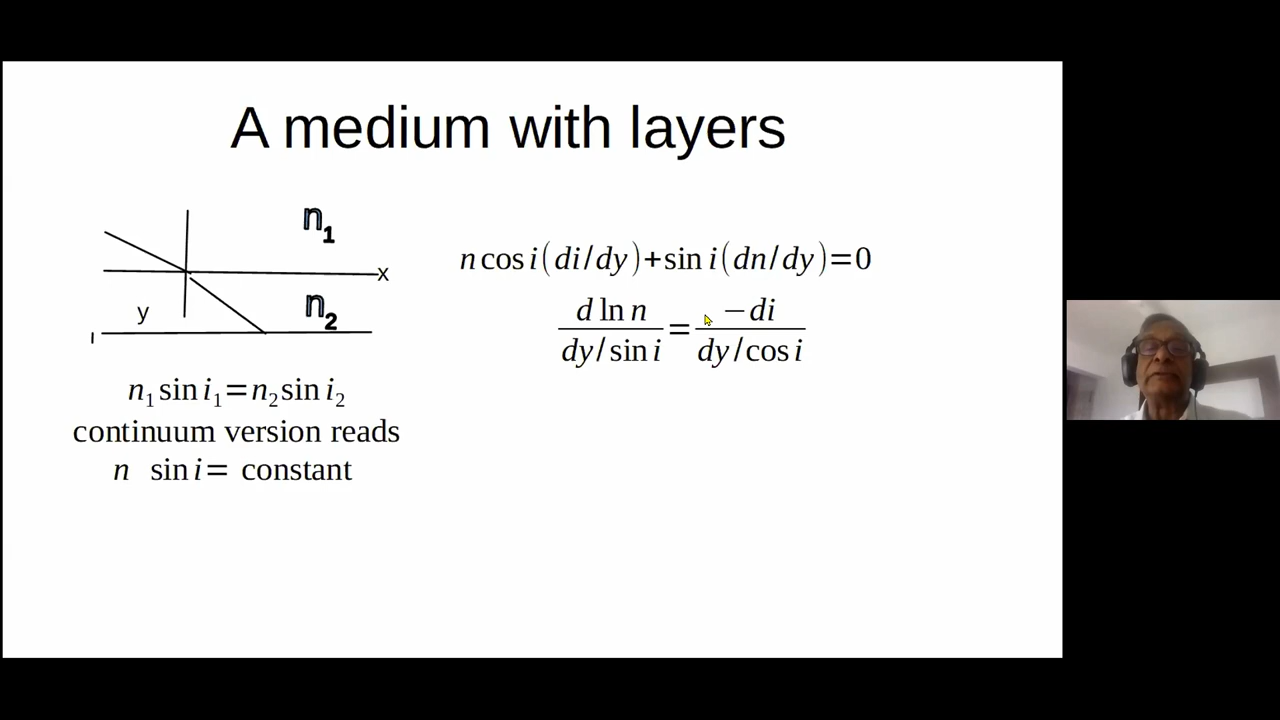 A medium with layers
n₁
x
y
n₂
n₁ sin i₁=n₂ sin i₂
continuum version reads
n sin i= constant
n cos i(di/dy)+sin i(dn/dy)=0
d ln n / dy/sin i = −di / dy/cos i